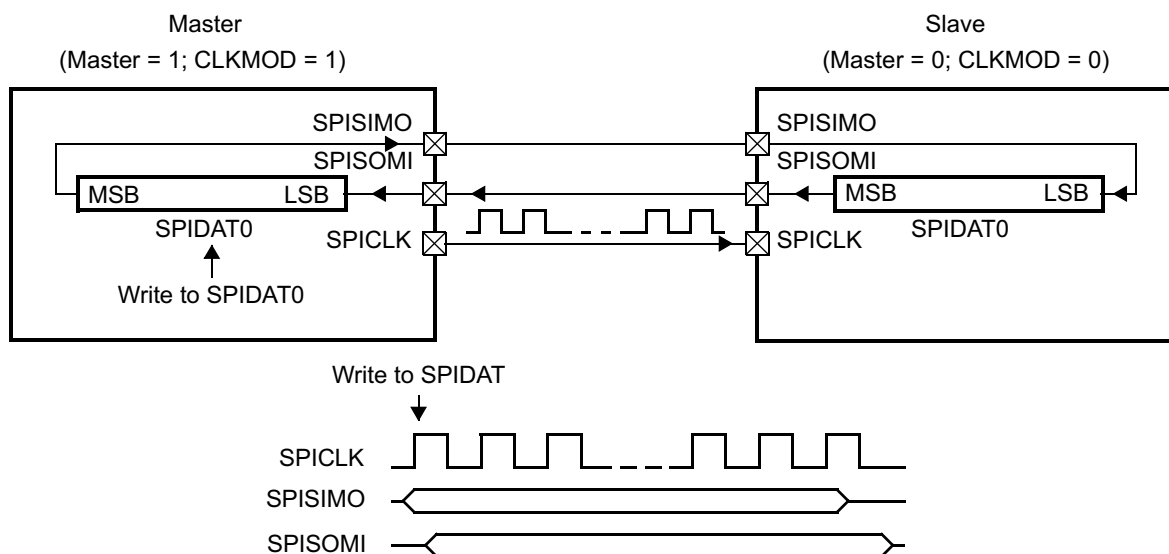 Master
(Master = 1; CLKMOD = 1)
Slave
(Master = 0; CLKMOD = 0)
SPISIMO
SPISIMO
SPISOMI
SPISOMI
MSB LSB
MSB LSB
SPIDAT0
SPICLK
SPICLK
SPIDAT0
Write to SPIDAT0
Write to SPIDAT
SPICLK
SPISIMO
SPISOMI